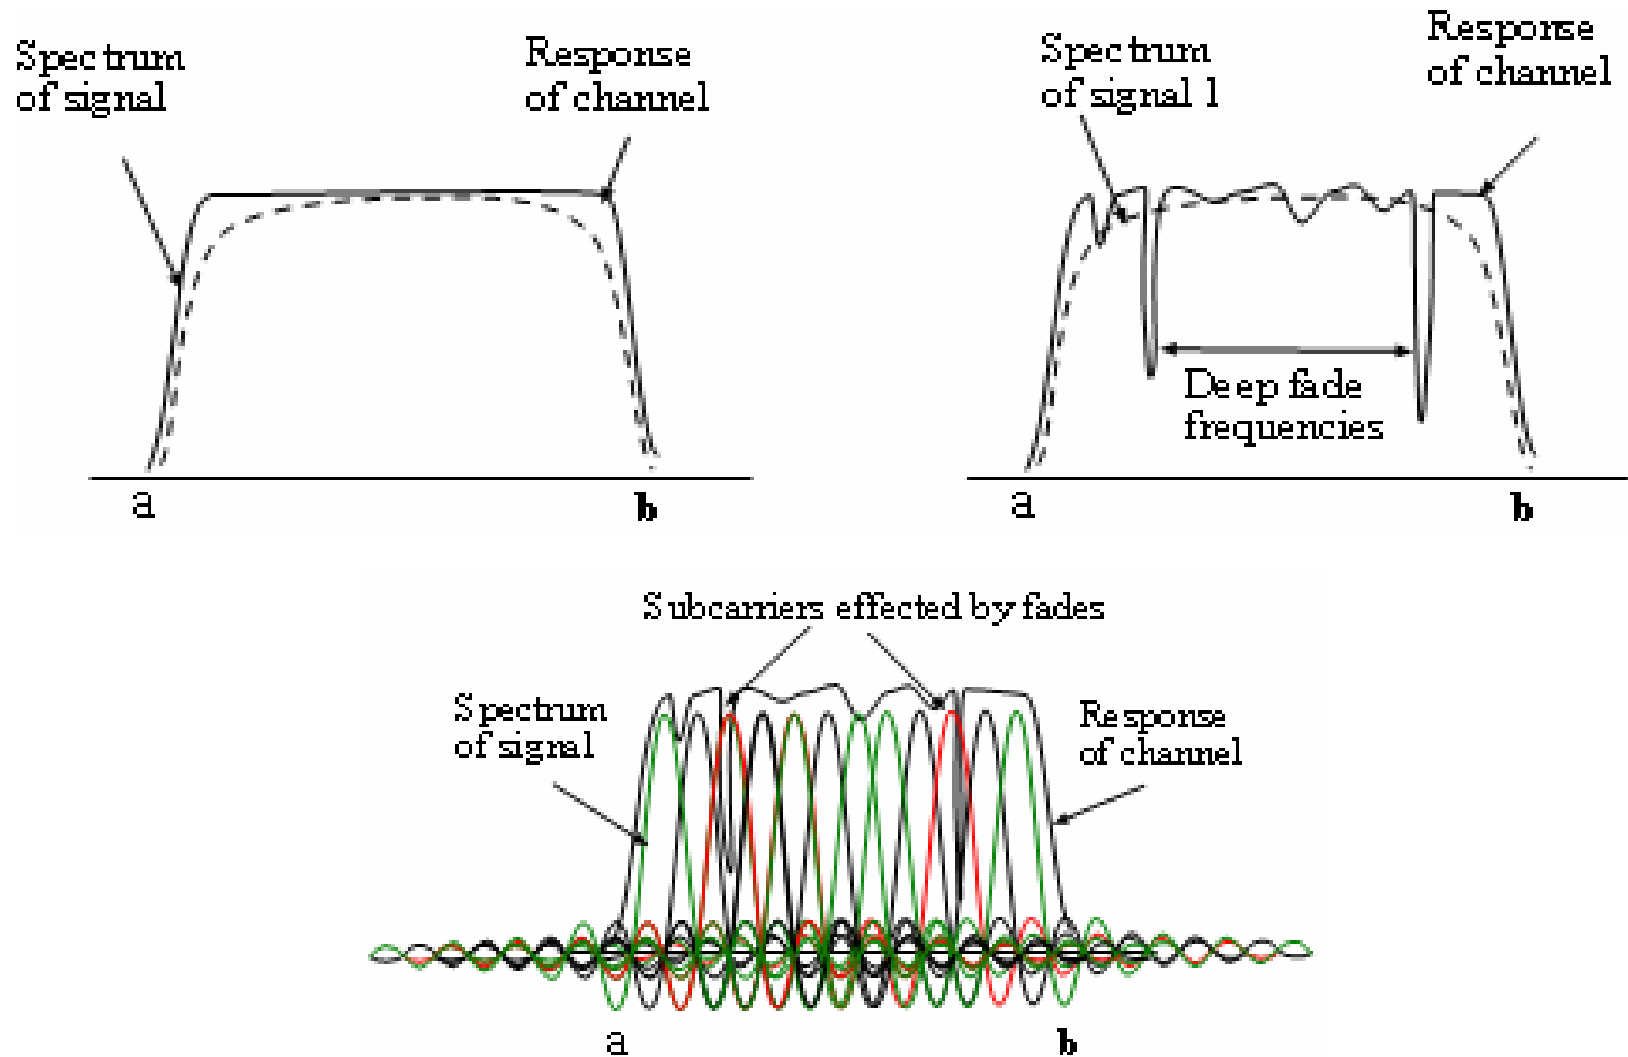 Spectrum
of signal
Response
of channel
a
b
Spectrum
of signal 1
Response
of channel
Deep fade
frequencies
a
b
Subcarriers effected by fades
Spectrum
of signal
Response
of channel
a
b